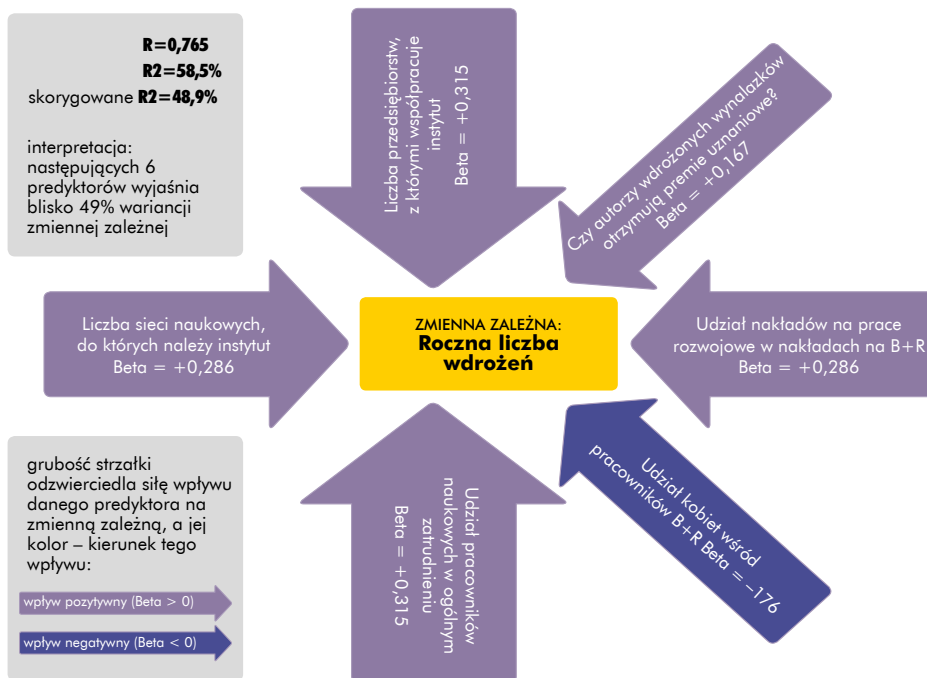 R=0,765
R2=58,5%
skorygowane R2=48,9%
interpretacja:
następujących 6
predyktorów wyjaśnia
blisko 49% wariancji
zmiennej zależnej
Liczba przedsiębiorstw,
z którymi współpracuje
instytut
Beta = +0,315
Czy autorzy wdrożonych wynalazków
otrzymują premie uznaniowe?
Beta = +0,167
Liczba sieci naukowych,
do których należy instytut
Beta = +0,286
ZMIENNA ZALEŻNA:
Roczna liczba
wdrożeń
Udział nakładów na prace
rozwojowe w nakładach na B+R
Beta = +0,286
grubość strzałki
odzwierciedla siłę wpływu
danego predyktora na
zmienną zależną, a jej
kolor – kierunek tego
wpływu:
wpływ pozytywny (Beta > 0)
wpływ negatywny (Beta < 0)
Udział pracowników
naukowych w ogólnym
zatrudnieniu
Beta = +0,315
Udział kobiet wśród
pracowników B+R Beta = –176